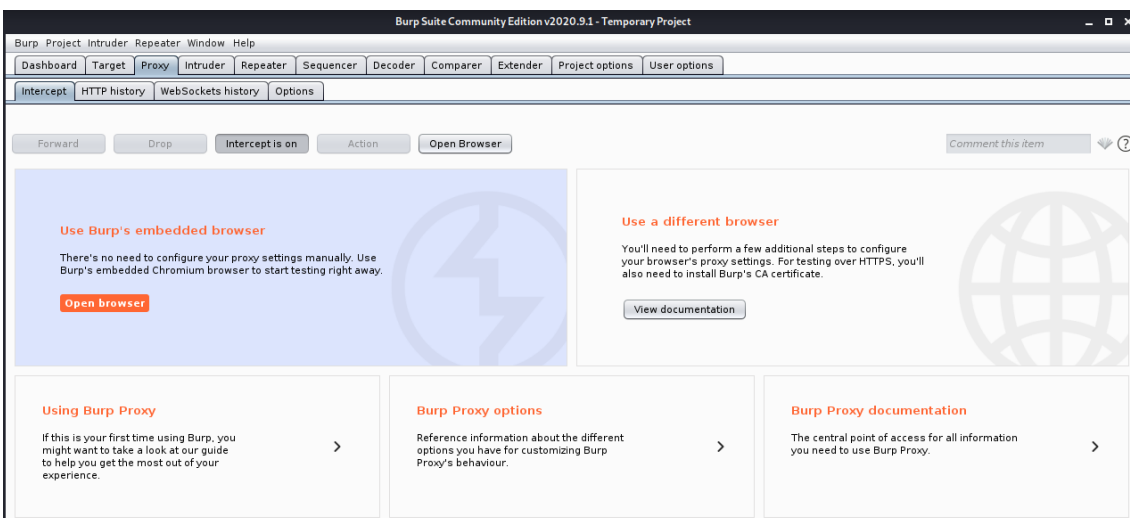 Burp Suite Community Edition v2020.9.1 - Temporary Project
Burp Project Intruder Repeater Window Help
Dashboard Target Proxy Intruder Repeater Sequencer Decoder Comparer Extender Project options User options
Intercept HTTP history WebSockets history Options
Forward Drop Intercept is on Action Open Browser Comment this item ?
Use Burp's embedded browser
There's no need to configure your proxy settings manually. Use
Burp's embedded Chromium browser to start testing right away.
Open browser
Use a different browser
You'll need to perform a few additional steps to configure
your browser's proxy settings. For testing over HTTPS, you'll
also need to install Burp's CA certificate.
View documentation
Using Burp Proxy
If this is your first time using Burp, you
might want to take a look at our guide
to help you get the most out of your
experience.
Burp Proxy options
Reference information about the different
options you have for customizing Burp
Proxy's behaviour.
Burp Proxy documentation
The central point of access for all information
you need to use Burp Proxy.